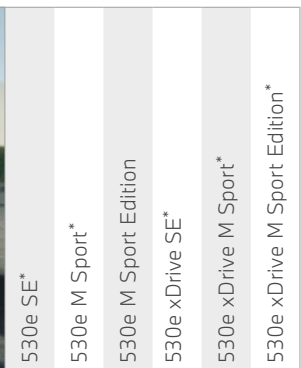 530e SE*
530e M Sport*
530e M Sport Edition
530e xDrive SE*
530e xDrive M Sport*
530e xDrive M Sport Edition*